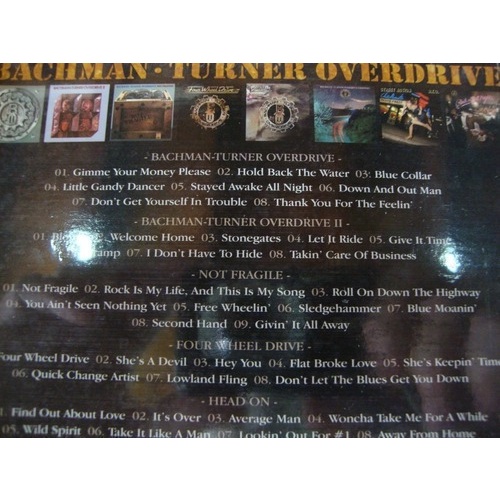 BACHMAN · TURNER OVERDRIVE
- BACHMAN-TURNER OVERDRIVE -
01. Gimme Your Money Please 02. Hold Back The Water 03: Blue Collar
04. Little Gandy Dancer 05. Stayed Awake All Night 06. Down And Out Man
07. Don't Get Yourself In Trouble 08. Thank You For The Feelin'
- BACHMAN-TURNER OVERDRIVE II -
01. Welcome Home 03. Stonegates 04. Let It Ride 05. Give It Time
07. I Don't Have To Hide 08. Takin' Care Of Business
- NOT FRAGILE -
01. Not Fragile 02. Rock Is My Life, And This Is My Song 03. Roll On Down The Highway
04. You Ain't Seen Nothing Yet 05. Free Wheelin' 06. Sledgehammer 07. Blue Moanin'
08. Second Hand 09. Givin' It All Away
- FOUR WHEEL DRIVE -
Four Wheel Drive 02. She's A Devil 03. Hey You 04. Flat Broke Love 05. She's Keepin' Time
06. Quick Change Artist 07. Lowland Fling 08. Don't Let The Blues Get You Down
- HEAD ON -
. Find Out About Love 02. It's Over 03. Average Man 04. Woncha Take Me For A While
05. Wild Spirit 06. Take It Like A Man 07. Lookin' Out For #1 08. Away From Home